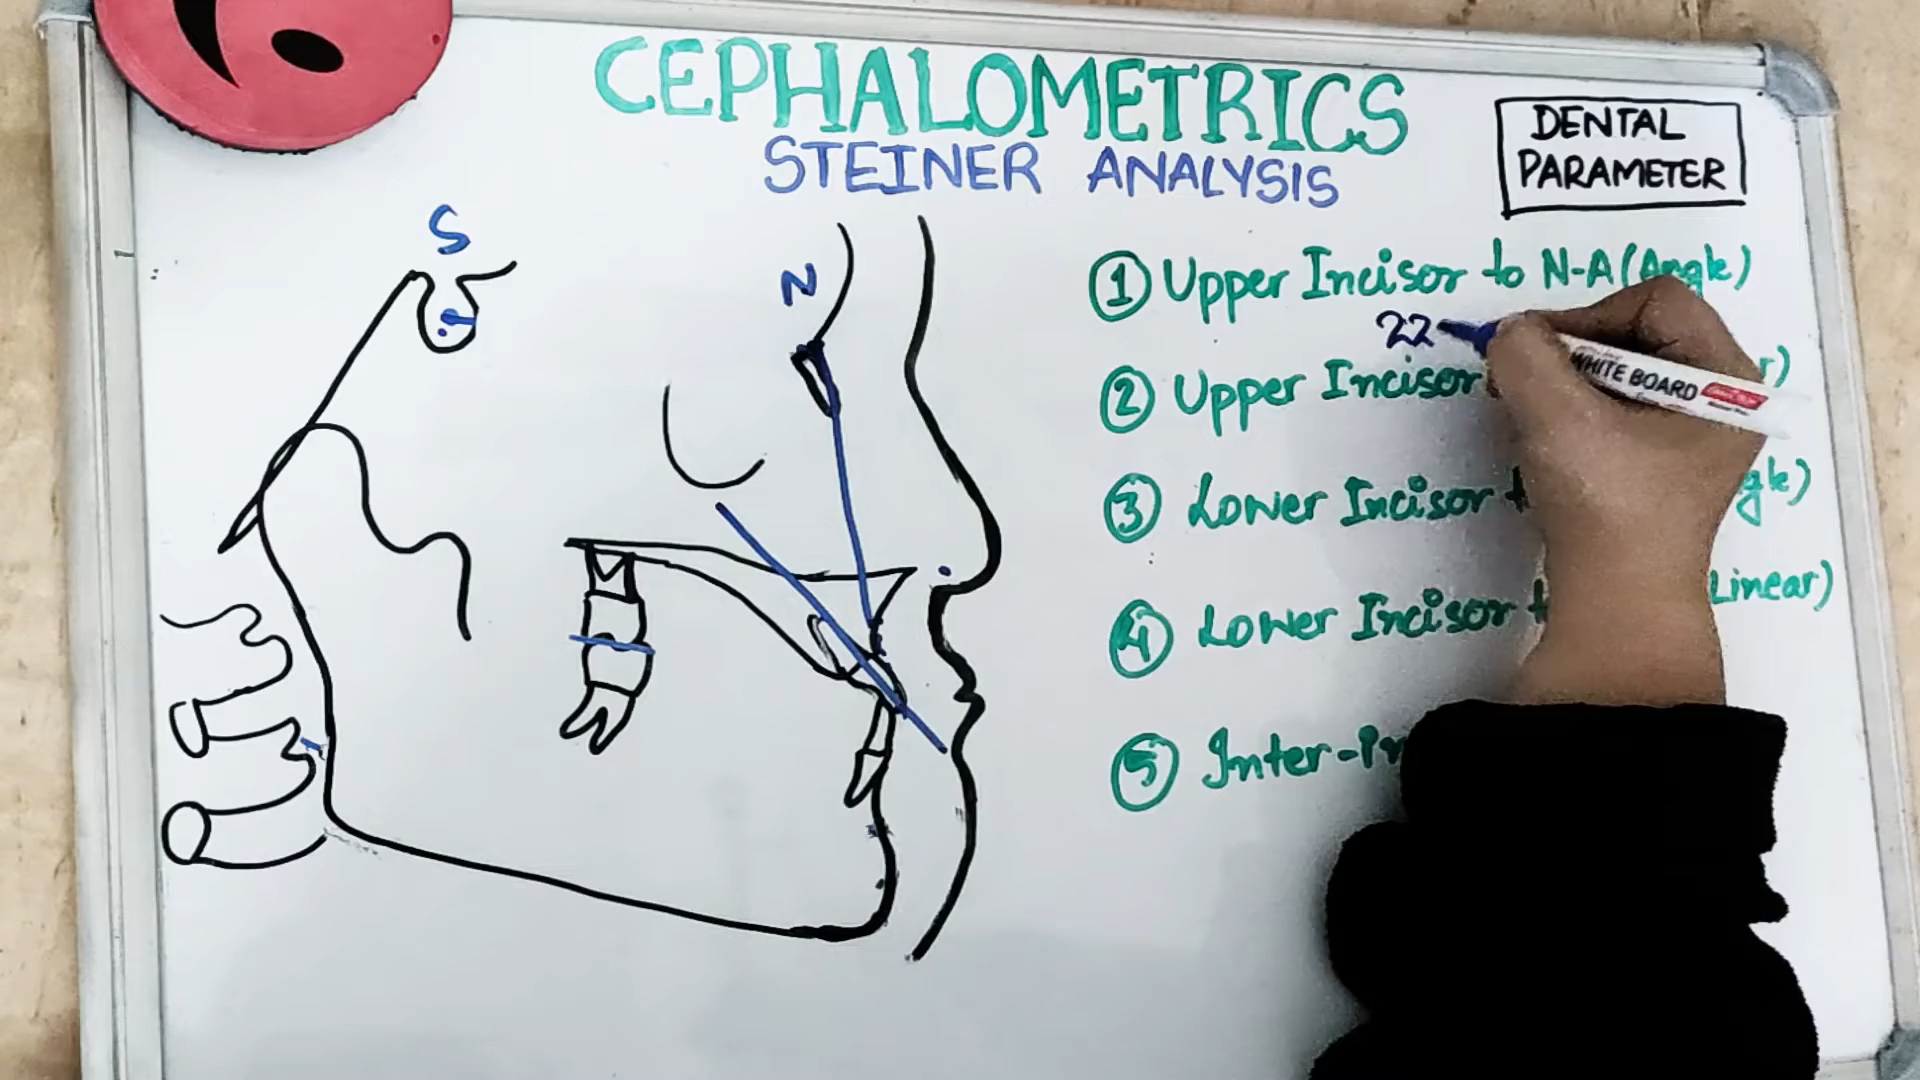 CEPHALOMETRICS
STEINER ANALYSIS
DENTAL
PARAMETER
S
N
① Upper Incisor to N-A (Angle)
22
② Upper Incisor
③ Lower Incisor
④ Lower Incisor Linear)
⑤ Inter-in
WHITE BOARD